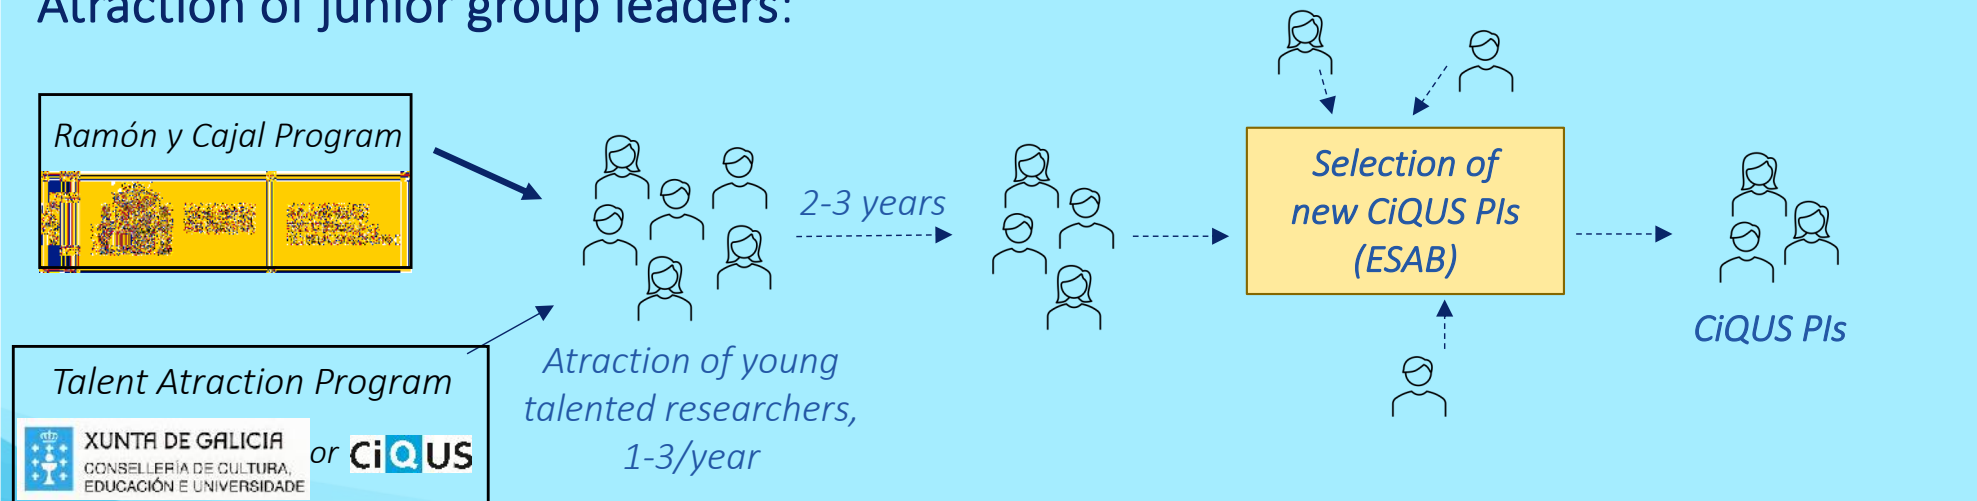 Atraction of junior group leaders:
Ramón y Cajal Program
2-3 years
Selection of
new CiQUS PIs
(ESAB)
CiQUS PIs
Talent Atraction Program
XUNTA DE GALICIA
CONSELLERÍA DE CULTURA,
EDUCACIÓN E UNIVERSIDADE
or CiQUS
Atraction of young
talented researchers,
1-3/year